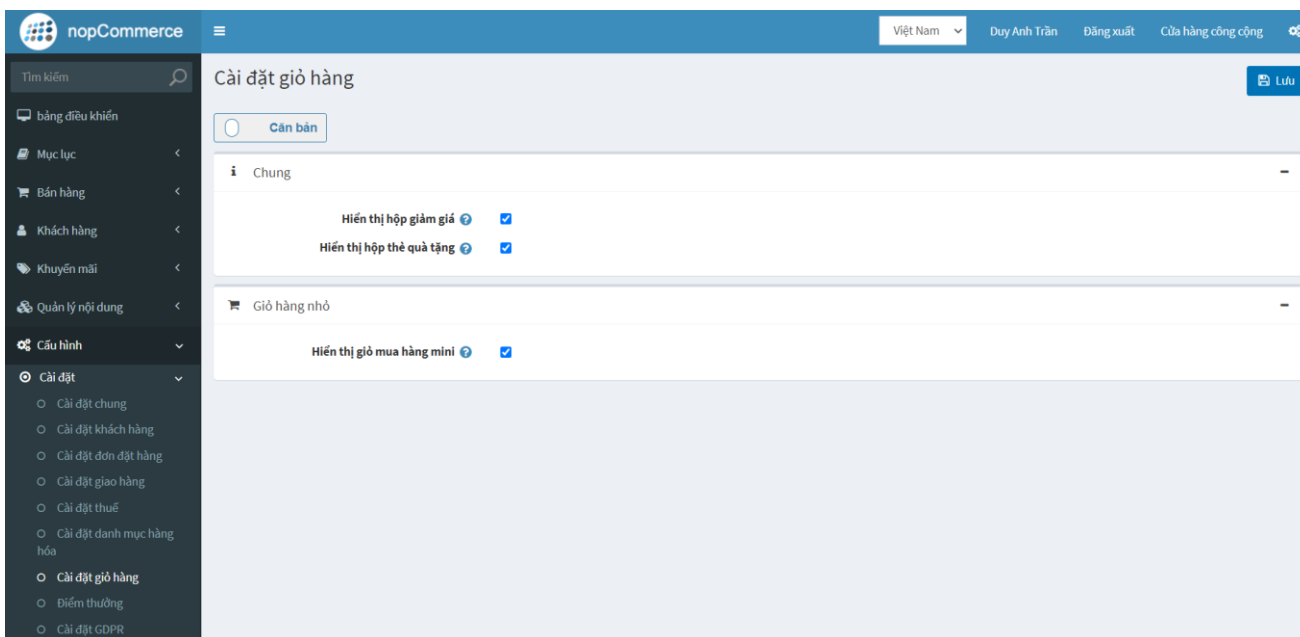 nopCommerce
Việt Nam
Duy Anh Trần
Đăng xuất
Cửa hàng công cộng
Tìm kiếm
Cài đặt giỏ hàng
Lưu
bảng điều khiển
Căn bản
Mục lục
Chung
Bán hàng
Hiển thị hộp giảm giá
Khách hàng
Hiển thị hộp thẻ quà tặng
Khuyến mãi
Quản lý nội dung
Giỏ hàng nhỏ
Cấu hình
Hiển thị giỏ mua hàng mini
Cài đặt
Cài đặt chung
Cài đặt khách hàng
Cài đặt đơn đặt hàng
Cài đặt giao hàng
Cài đặt thuế
Cài đặt danh mục hàng
hóa
Cài đặt giỏ hàng
Điểm thưởng
Cài đặt GDPR